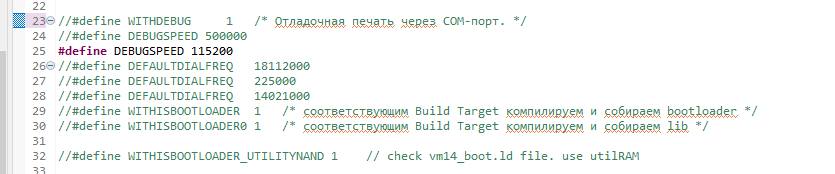 22
23 //#define WITHDEBUG 1 /* Отладочная печать через COM-порт. */
24 //#define DEBUGSPEED 500000
25 #define DEBUGSPEED 115200
26 //#define DEFAULTDIALFREQ 18112000
27 //#define DEFAULTDIALFREQ 225000
28 //#define DEFAULTDIALFREQ 14021000
29 //#define WITHISBOOTLOADER 1 /* соответствующим Build Target компилируем и собираем bootloader */
30 //#define WITHISBOOTLOADER0 1 /* соответствующим Build Target компилируем и собираем lib */
31
32 //#define WITHISBOOTLOADER_UTILITYNAND 1 // check vm14_boot.ld file. use utilRAM
33